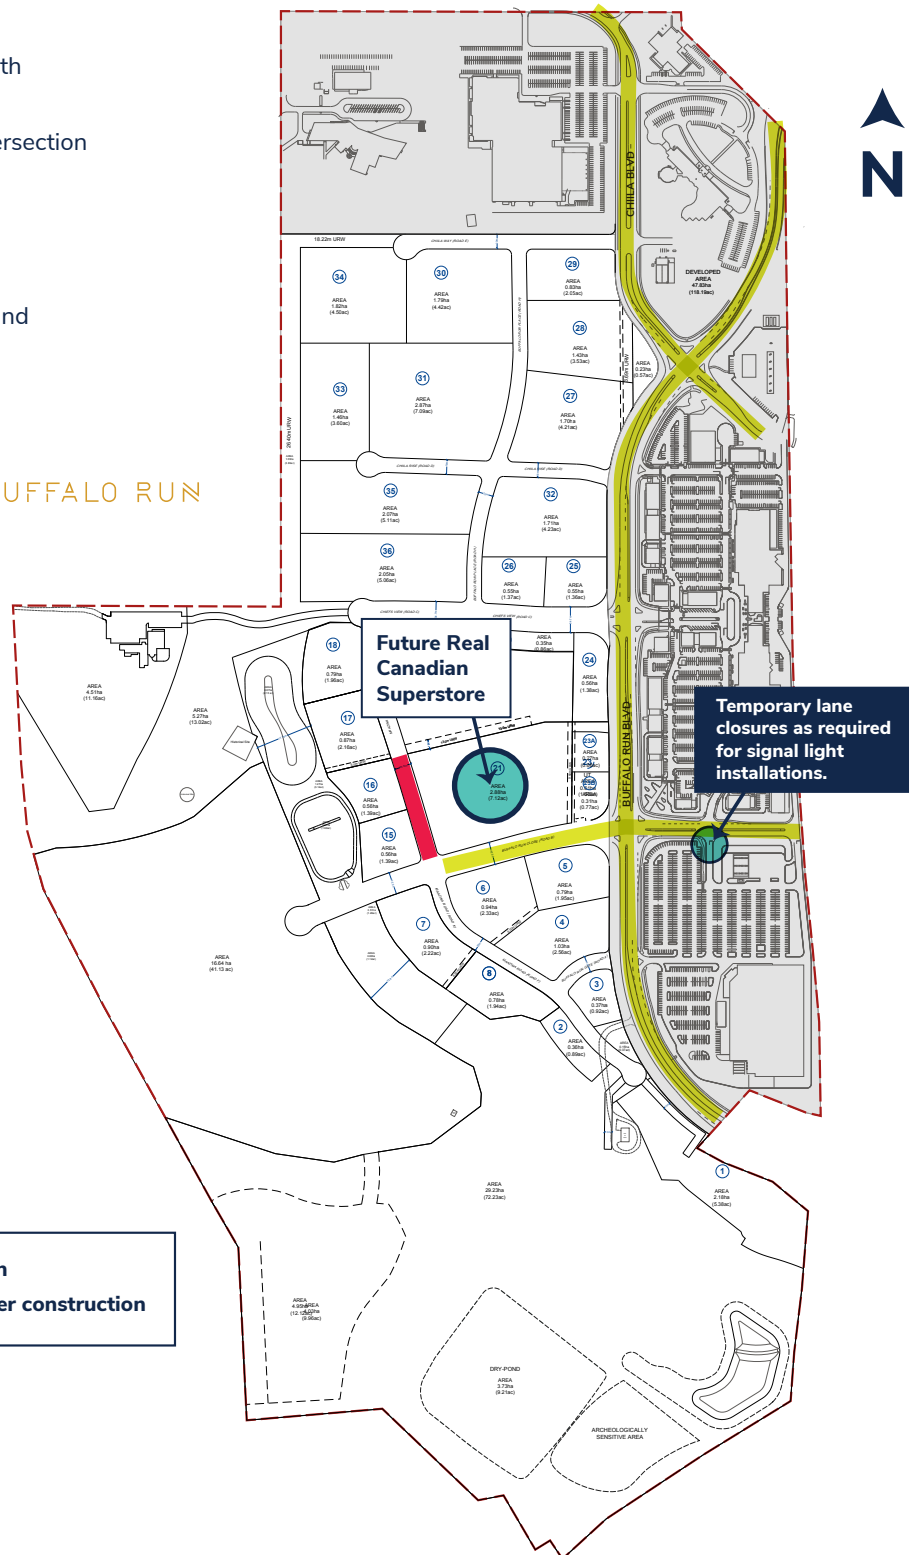 th
ersection
nd
UFFALO RUN
N
CHIILA BLVD
DEVELOPED
AREA
47.83ha
(118.19ac)
18.22m URW
CHIILA WAY (ROAD E)
34
AREA
1.82ha
(4.50ac)
30
AREA
1.79ha
(4.42ac)
29
AREA
0.83ha
(2.05ac)
28
AREA
1.43ha
(3.53ac)
AREA
0.23ha
(0.57ac)
33
AREA
1.46ha
(3.60ac)
31
AREA
2.87ha
(7.09ac)
27
AREA
1.70ha
(4.21ac)
35
AREA
2.07ha
(5.11ac)
32
AREA
1.71ha
(4.23ac)
36
AREA
2.05ha
(5.06ac)
26
AREA
0.55ha
(1.37ac)
25
AREA
0.55ha
(1.36ac)
Future Real
Canadian
Superstore
18
AREA
0.79ha
(1.96ac)
AREA
0.35ha
(0.86ac)
24
AREA
0.56ha
(1.38ac)
AREA
4.51ha
(11.16ac)
AREA
5.27ha
(13.02ac)
17
AREA
0.87ha
(2.16ac)
BUFFALO RUN BLVD
Temporary lane
closures as required
for signal light
installations.
23A
16
AREA
0.56ha
(1.39ac)
21
AREA
2.88ha
(7.12ac)
0.31ha
(0.77ac)
15
AREA
0.56ha
(1.39ac)
5
AREA
0.79ha
(1.95ac)
6
AREA
0.94ha
(2.33ac)
7
AREA
0.90ha
(2.22ac)
4
AREA
1.03ha
(2.56ac)
AREA
16.64 ha
(41.13 ac)
8
AREA
0.78ha
(1.94ac)
3
AREA
0.37ha
(0.92ac)
2
AREA
0.36ha
(0.89ac)
1
AREA
2.18ha
(5.38ac)
AREA
29.23ha
(72.23ac)
n
er construction
AREA
4.95ha
DRY-POND
AREA
3.73ha
(9.21ac)
ARCHEOLOGICALLY
SENSITIVE AREA